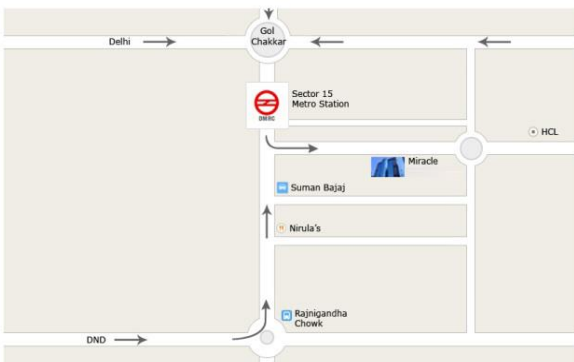 Gol
Chakkar
Delhi
Sector 15
Metro Station
DMRC
HCL
Miracle
Suman Bajaj
Nirula's
Rajnigandha
Chowk
DND